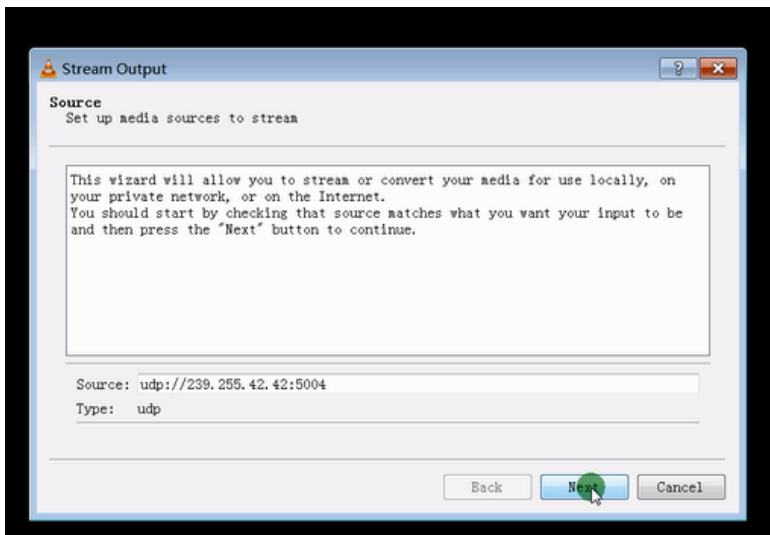 Stream Output
Source
Set up media sources to stream
This wizard will allow you to stream or convert your media for use locally, on
your private network, or on the Internet.
You should start by checking that source matches what you want your input to be
and then press the "Next" button to continue.
Source: udp://239.255.42.42:5004
Type: udp
Back Next Cancel